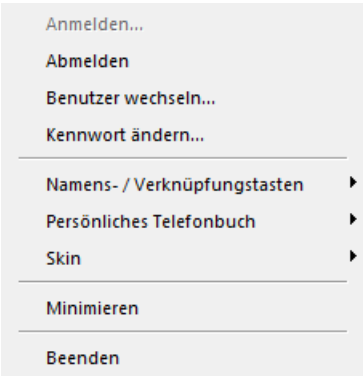 Anmelden...
Abmelden
Benutzer wechseln...
Kennwort ändern...
Namens- / Verknüpfungstasten
Persönliches Telefonbuch
Skin
Minimieren
Beenden